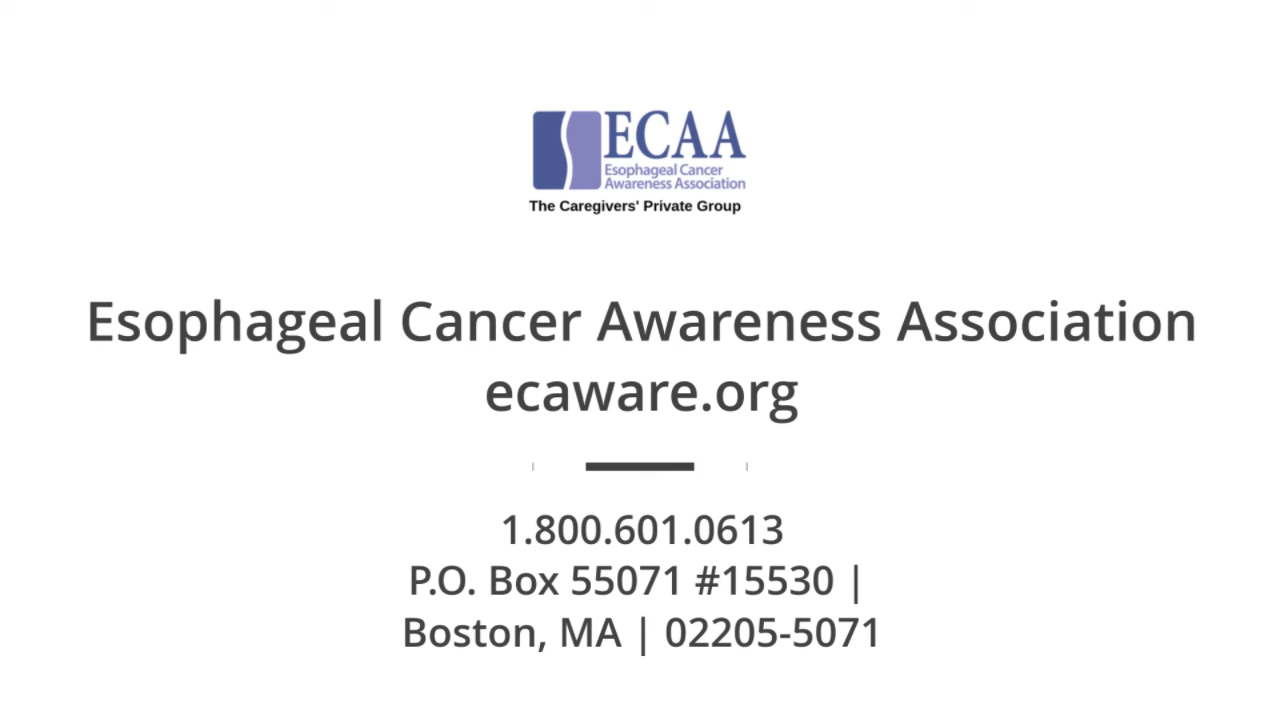 ECAA
Esophageal Cancer
Awareness Association
The Caregivers' Private Group
Esophageal Cancer Awareness Association
ecaware.org
1.800.601.0613
P.O. Box 55071 #15530 |
Boston, MA | 02205-5071